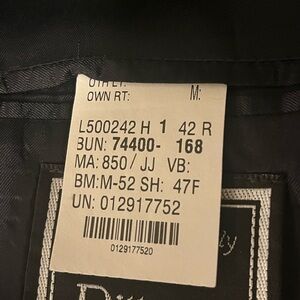 OWN RT: M:
L500242 H 1 42 R
BUN: 74400- 168
MA: 850/ JJ VB:
BM:M-52 SH: 47F
UN: 012917752
0129177520